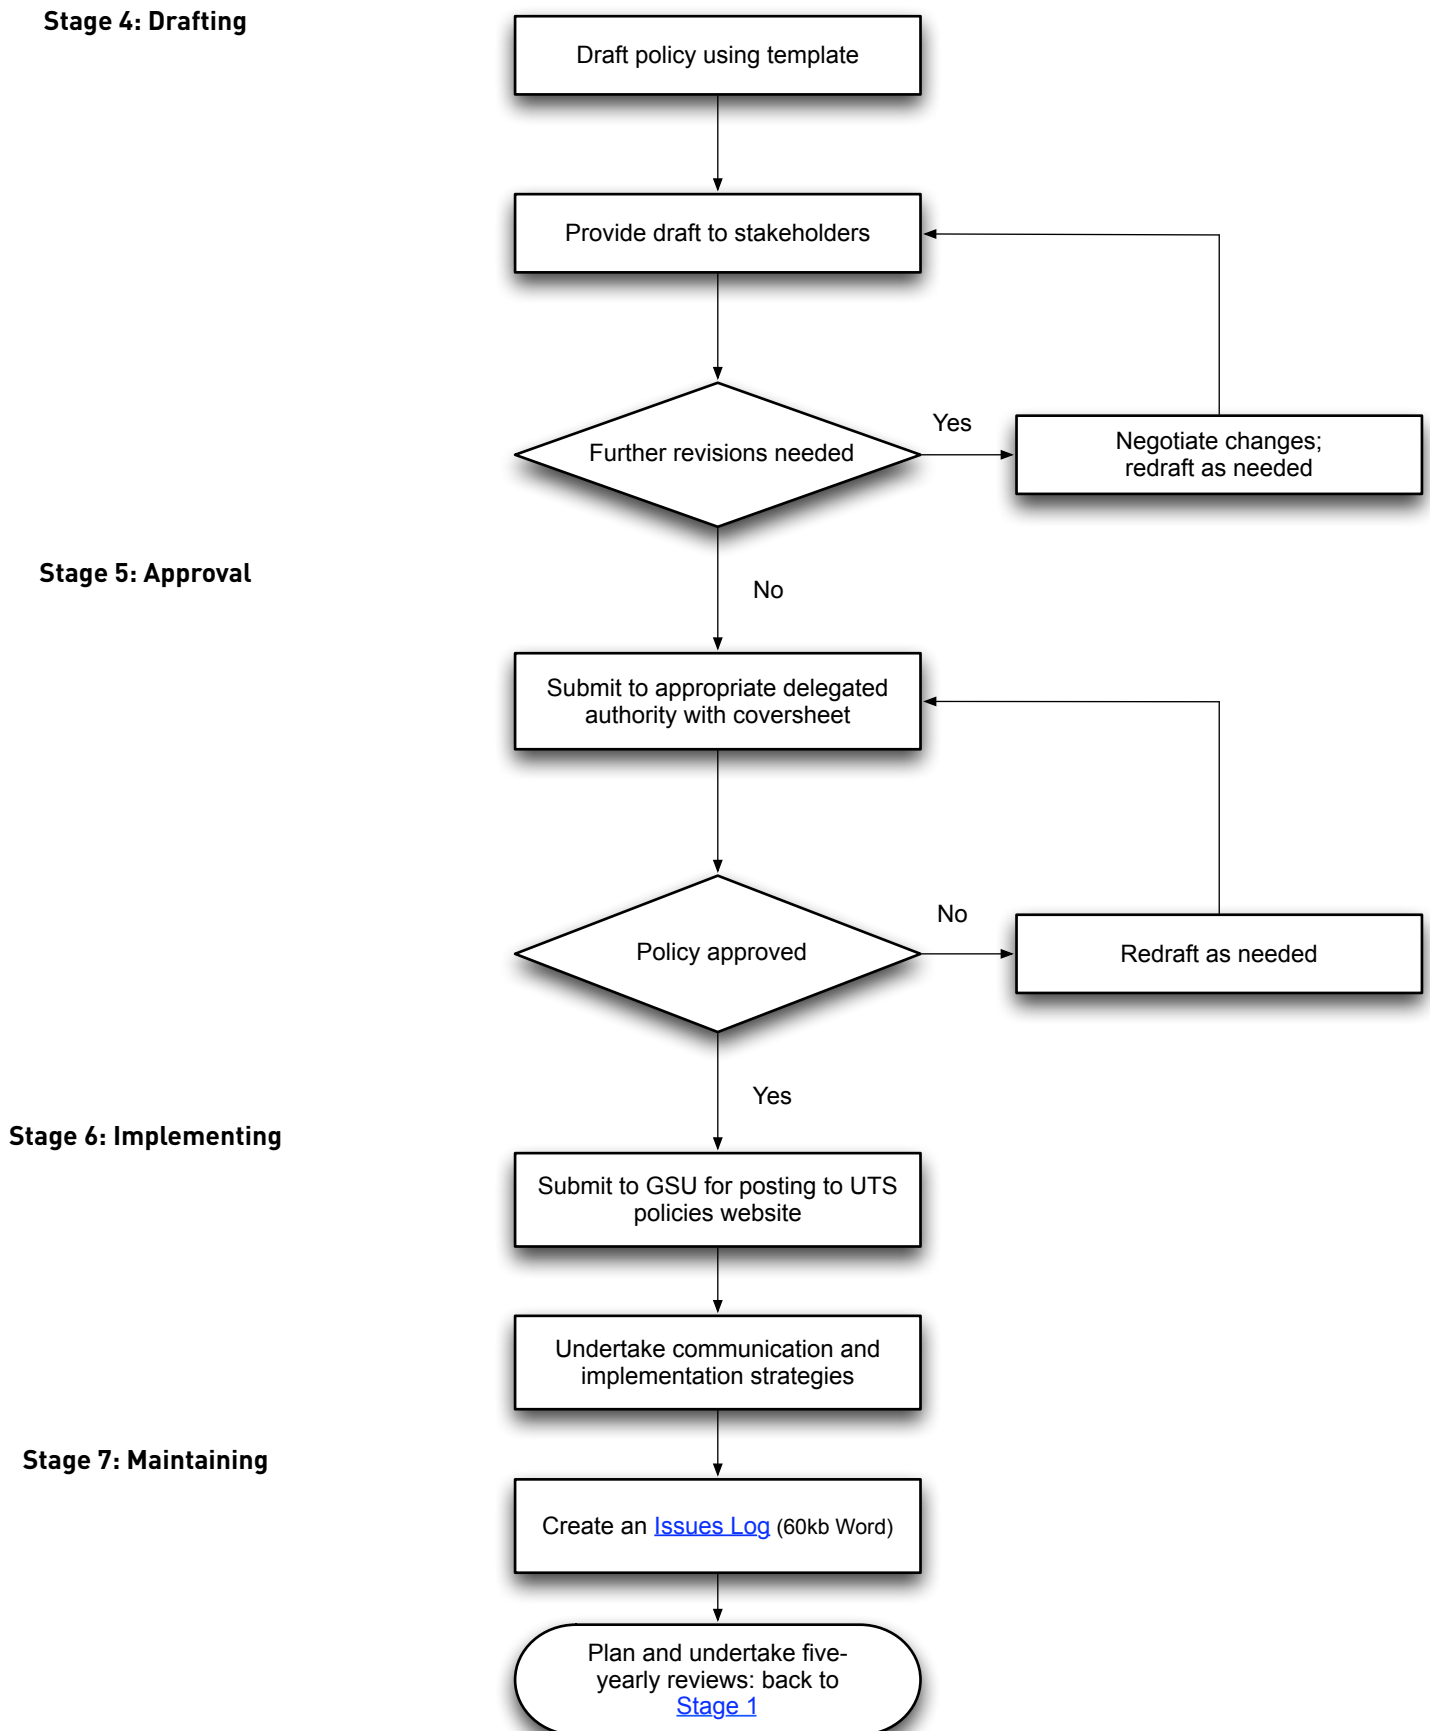 Stage 4: Drafting
Draft policy using template
Provide draft to stakeholders
Further revisions needed
Yes
Negotiate changes;
redraft as needed
Stage 5: Approval
No
Submit to appropriate delegated
authority with coversheet
Policy approved
No
Redraft as needed
Yes
Stage 6: Implementing
Submit to GSU for posting to UTS
policies website
Undertake communication and
implementation strategies
Stage 7: Maintaining
Create an Issues Log (60kb Word)
Plan and undertake five-
yearly reviews: back to
Stage 1